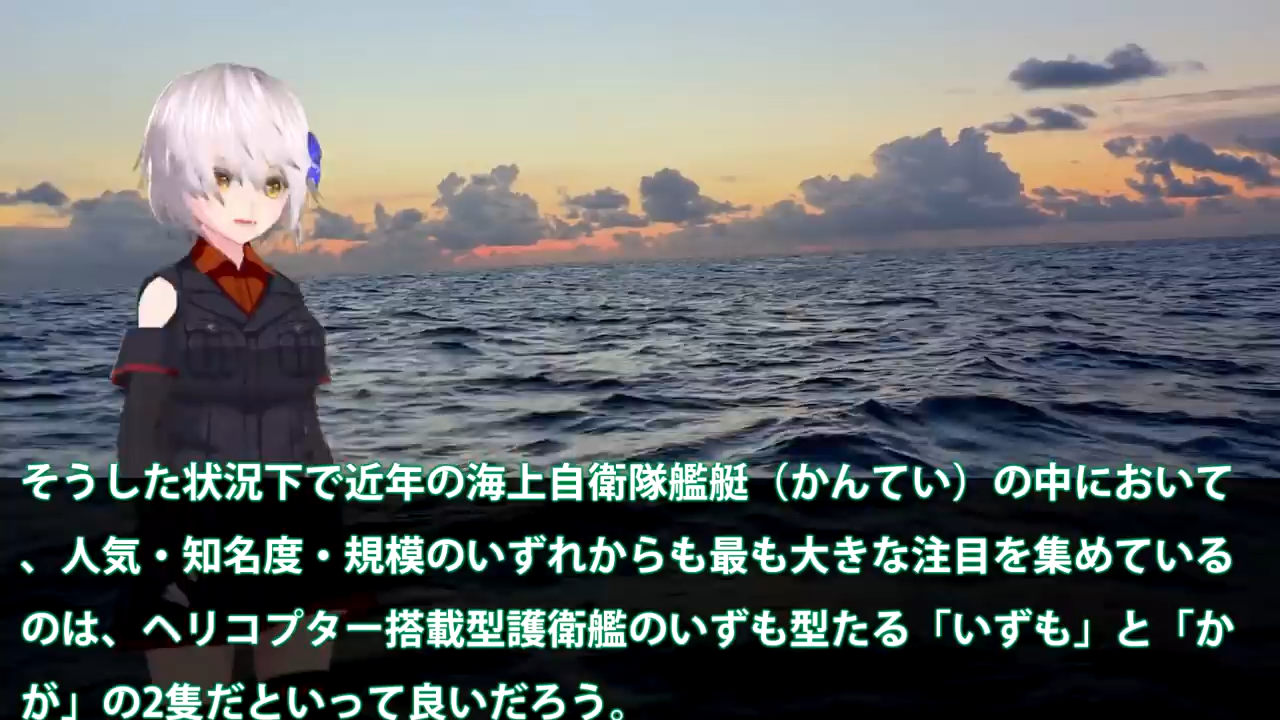 そうした状況下で近年の海上自衛隊艦艇（かんてい）の中において
、人気・知名度・規模のいずれからも最も大きな注目を集めている
のは、ヘリコプター搭載型護衛艦のいずも型たる「いずも」と「か
が」の2隻だといって良いだろう。